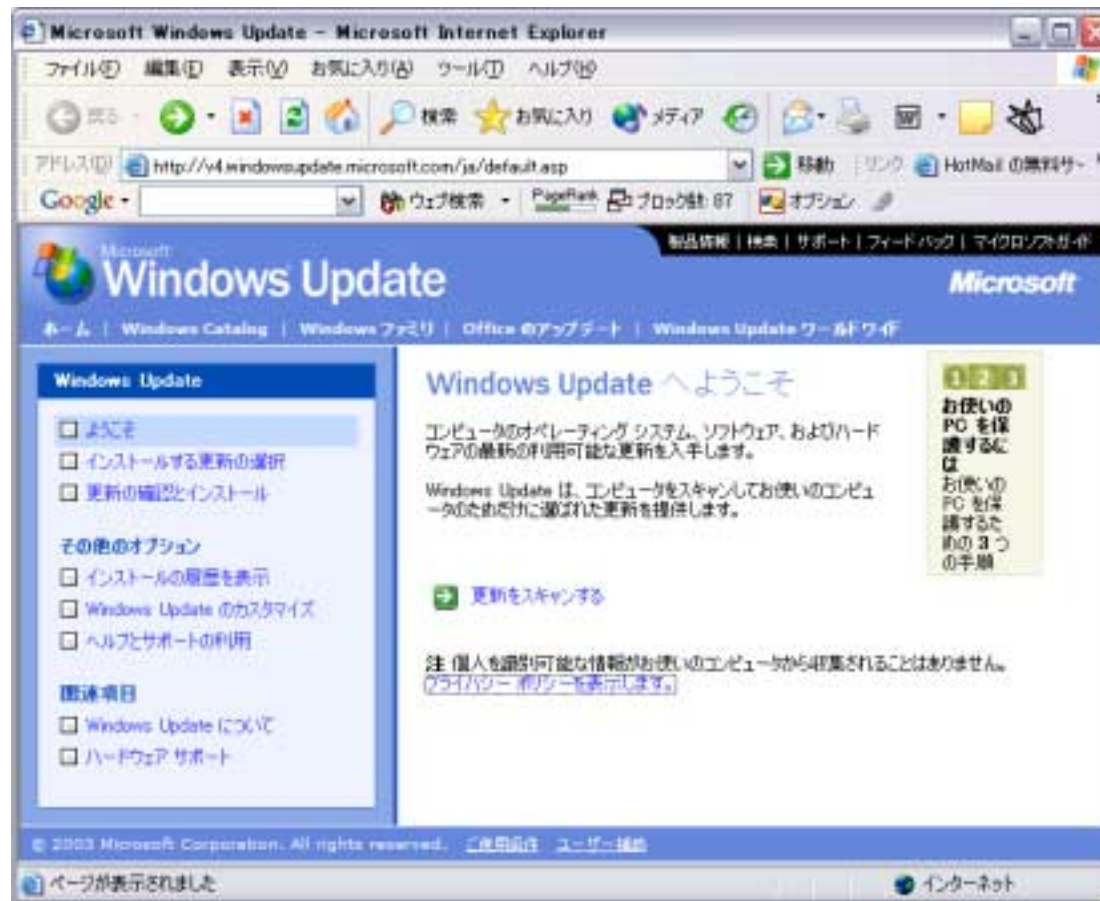 Microsoft Windows Update - Microsoft Internet Explorer
ファイル(F) 編集(E) 表示(V) お気に入り(A) ツール(T) ヘルプ(H)
戻る 検索 お気に入り メディア
アドレス(D) http://v4.windowsupdate.microsoft.com/ja/default.asp 移動 リンク HotMail の無料サー
Google ウェブ検索 PageRank ブロック数: 87 オプション
製品情報 | 検索 | サポート | フィードバック | マイクロソフトガイド
Microsoft
Windows Update
Microsoft
ホーム | Windows Catalog | Windows ファミリ | Office のアップデート | Windows Update ワールドワイド
Windows Update
ようこそ
インストールする更新の選択
更新の確認とインストール
その他のオプション
インストールの履歴を表示
Windows Update のカスタマイズ
ヘルプとサポートの利用
関連項目
Windows Update について
ハードウェア サポート
Windows Update へようこそ
コンピュータのオペレーティング システム、ソフトウェア、およびハード
ウェアの最新の利用可能な更新を入手します。
Windows Update は、コンピュータをスキャンしてお使いのコンピュ
ータのためだけに選ばれた更新を提供します。
更新をスキャンする
注 個人を識別可能な情報がお使いのコンピュータから収集されることはありません。
プライバシー ポリシーを表示します。
1 2 3
お使いの
PC を保
護するに
は
お使いの
PC を保
護するた
めの 3 つ
の手順
© 2003 Microsoft Corporation. All rights reserved. ご使用条件 ユーザー補助
ページが表示されました
インターネット